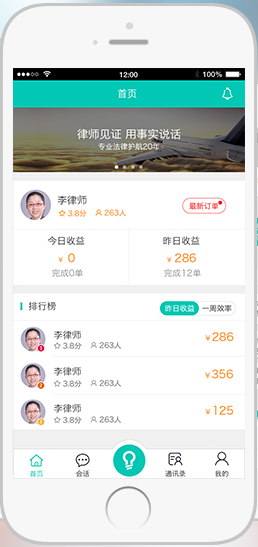 12:00
100%
首页
律师见证 用事实说话
专业法律护航20年
李律师
3.8分 263人
最新订单
今日收益
昨日收益
¥ 0
¥ 286
完成0单
完成12单
排行榜
昨日收益 一周效率
李律师
3.8分 263人
¥286
李律师
3.8分 263人
¥356
李律师
3.8分 263人
¥125
首页 会话 通讯录 我的